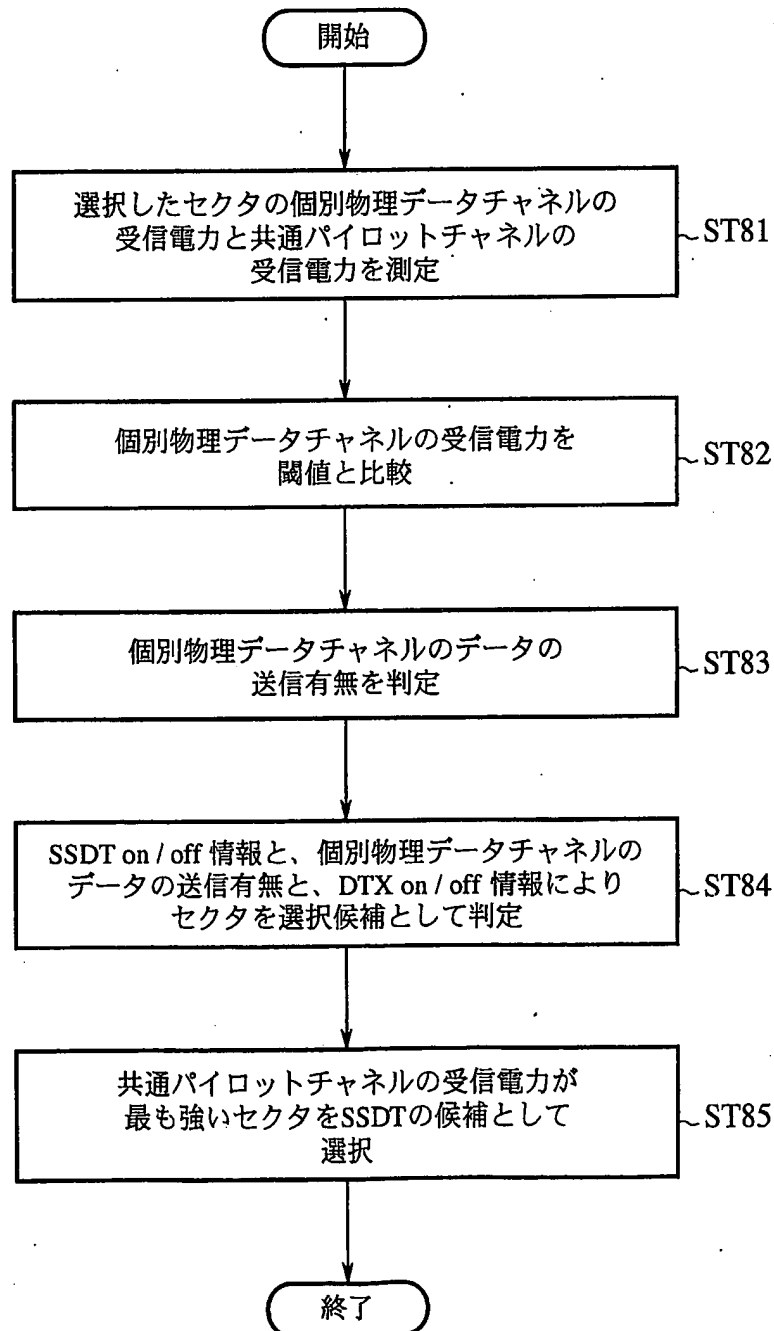 開始
選択したセクタの個別物理データチャネルの
受信電力と共通パイロットチャネルの
受信電力を測定
ST81
個別物理データチャネルの受信電力を
閾値と比較
ST82
個別物理データチャネルのデータの
送信有無を判定
ST83
SSDT on / off 情報と、個別物理データチャネルの
データの送信有無と、DTX on / off 情報により
セクタを選択候補として判定
ST84
共通パイロットチャネルの受信電力が
最も強いセクタをSSDTの候補として
選択
ST85
終了